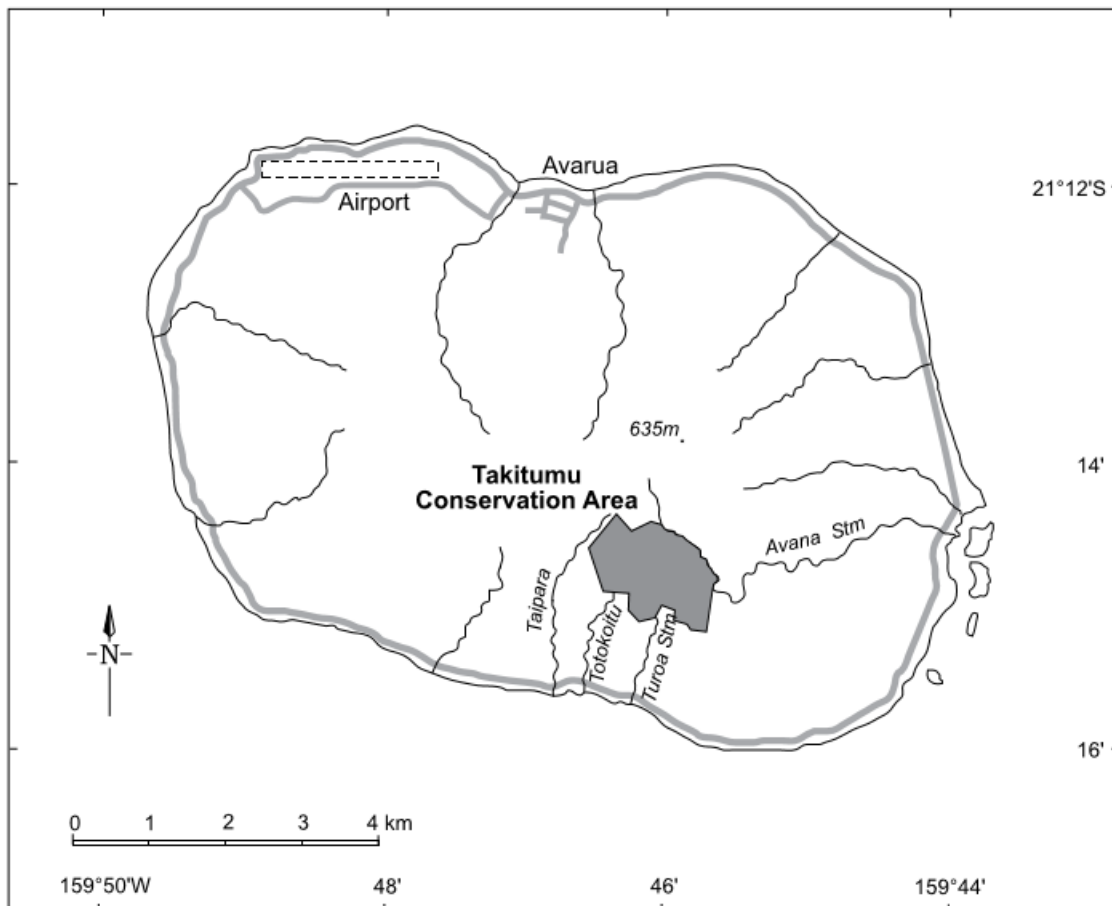 Avarua
21°12'S
Airport
635m
14'
Takitumu
Conservation Area
Avana Stm
Taipara
Totokoitu
Turoa Stm
-N-
16'
0 1 2 3 4 km
159°50'W 48' 46' 159°44'